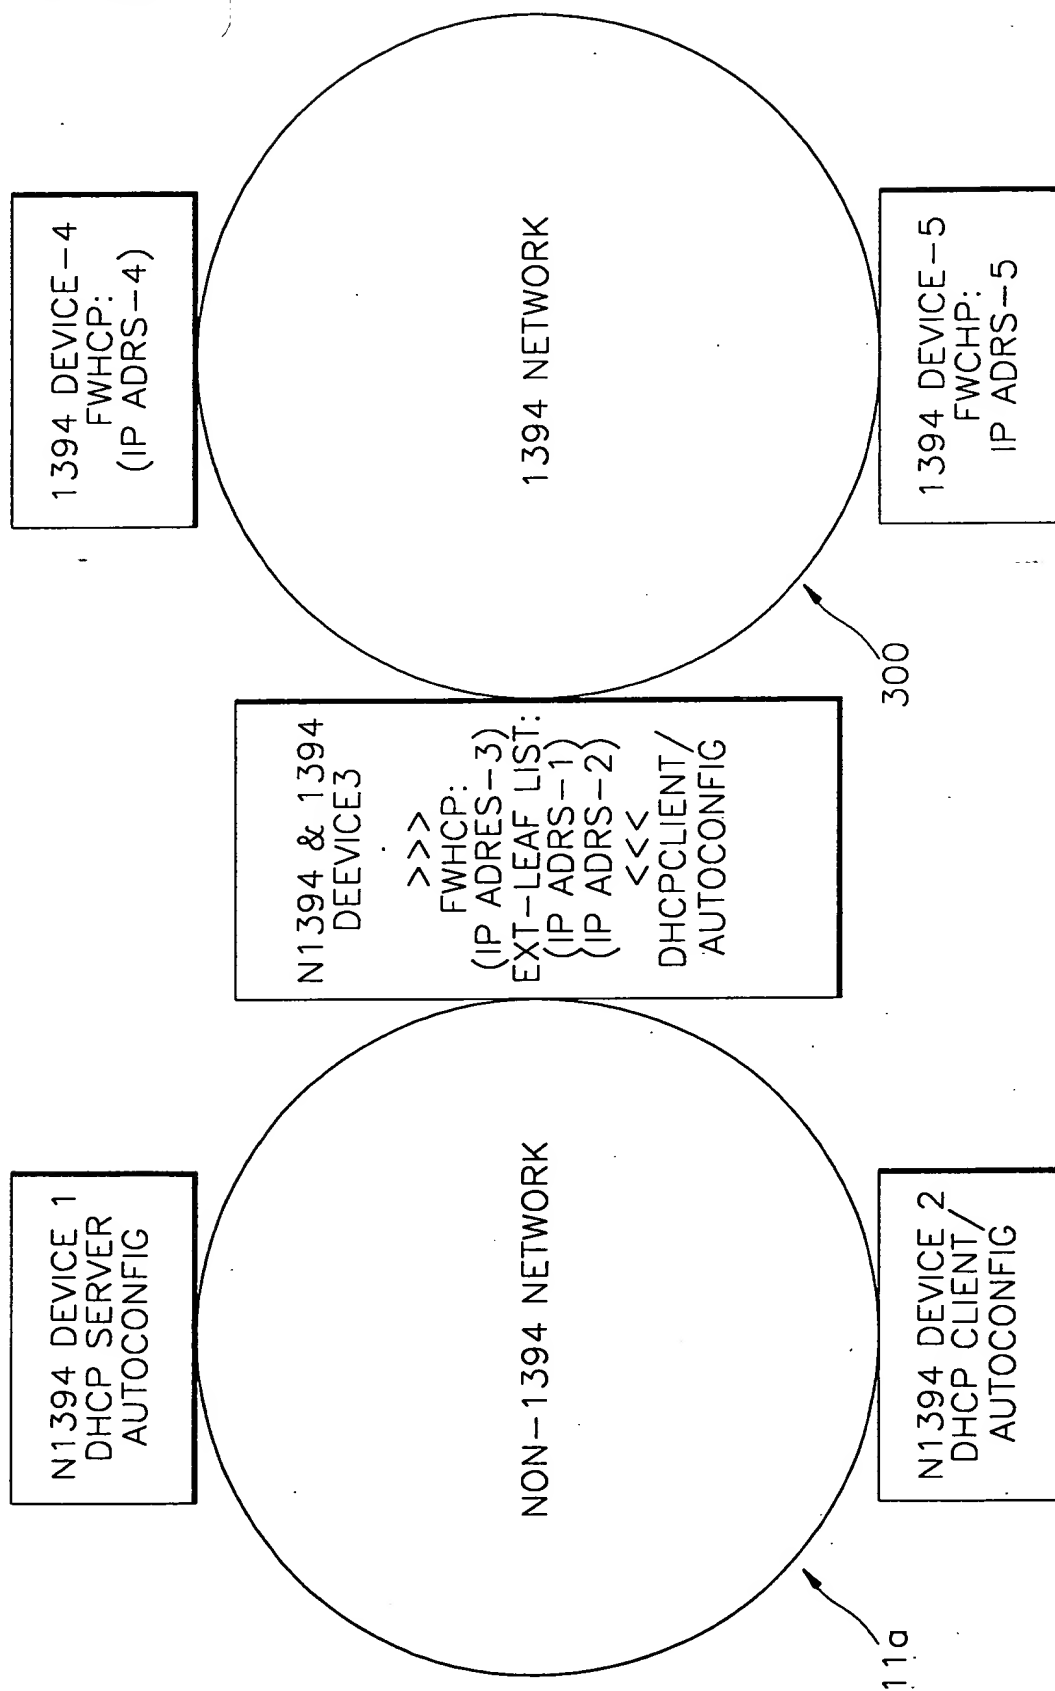 N1394 DEVICE 1
DHCP SERVER
AUTOCONFIG
1394 DEVICE-4
FWHCP:
(IP ADRS-4)
NON-1394 NETWORK
N1394 & 1394
DEEVICE3
>>>
FWHCP:
(IP ADRES-3)
EXT-LEAF LIST:
(IP ADRS-1)
(IP ADRS-2)
<<<
DHCPCLIENT/
AUTOCONFIG
1394 NETWORK
11a
300
N1394 DEVICE 2
DHCP CLIENT/
AUTOCONFIG
1394 DEVICE-5
FWCHP:
IP ADRS-5